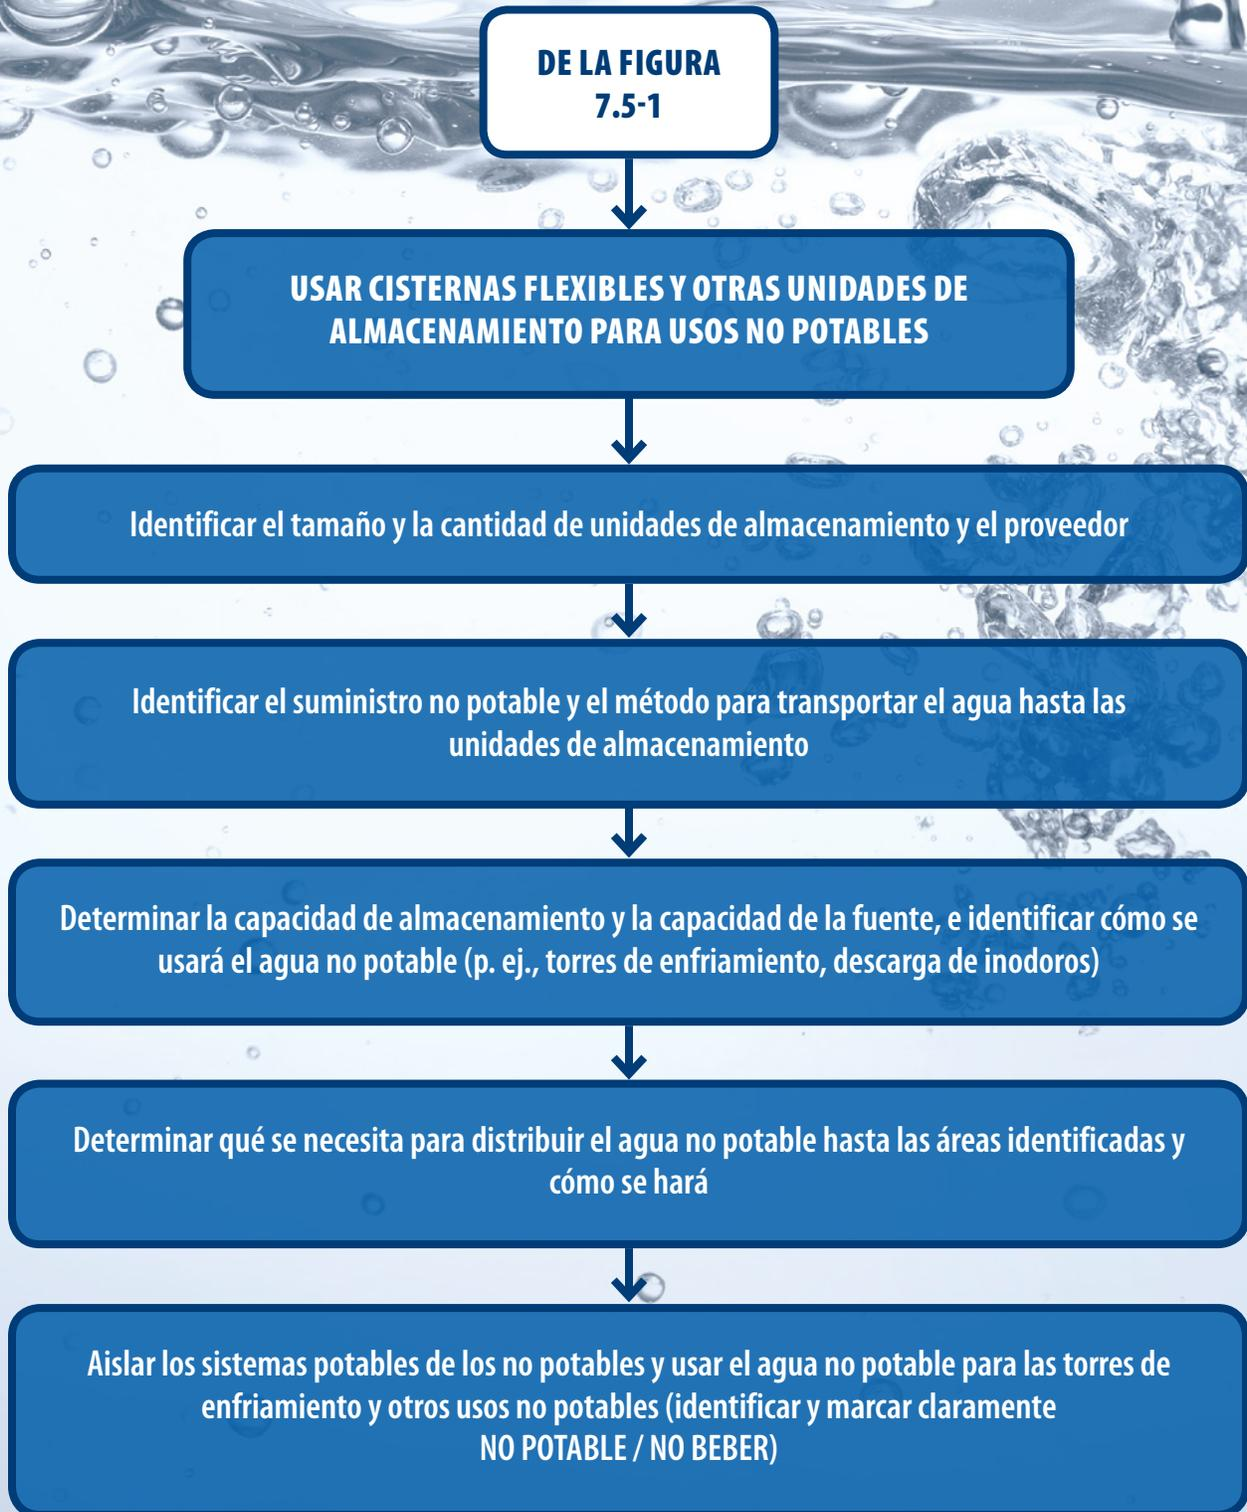 DE LA FIGURA
7.5-1
USAR CISTERNAS FLEXIBLES Y OTRAS UNIDADES DE
ALMACENAMIENTO PARA USOS NO POTABLES
Identificar el tamaño y la cantidad de unidades de almacenamiento y el proveedor
Identificar el suministro no potable y el método para transportar el agua hasta las
unidades de almacenamiento
Determinar la capacidad de almacenamiento y la capacidad de la fuente, e identificar cómo se
usará el agua no potable (p. ej., torres de enfriamiento, descarga de inodoros)
Determinar qué se necesita para distribuir el agua no potable hasta las áreas identificadas y
cómo se hará
Aislar los sistemas potables de los no potables y usar el agua no potable para las torres de
enfriamiento y otros usos no potables (identificar y marcar claramente
NO POTABLE / NO BEBER)